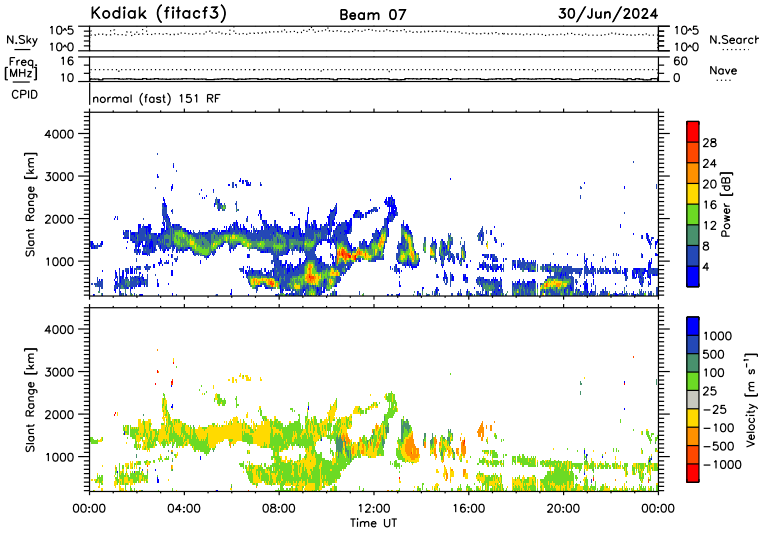 Kodiak (fitacf3) Beam 07 30/Jun/2024
N.Sky 10^5 10^0 10^5 10^0 N.Search
Freq. [MHz] 16 10 60 0 Nave
CPID normal (fast) 151 RF
Slant Range [km] 4000 3000 2000 1000
28 24 20 16 12 8 4 Power [dB]
Slant Range [km] 4000 3000 2000 1000
1000 500 100 25 −25 −100 −500 −1000 Velocity [m s⁻¹]
00:00 04:00 08:00 12:00 16:00 20:00 00:00
Time UT